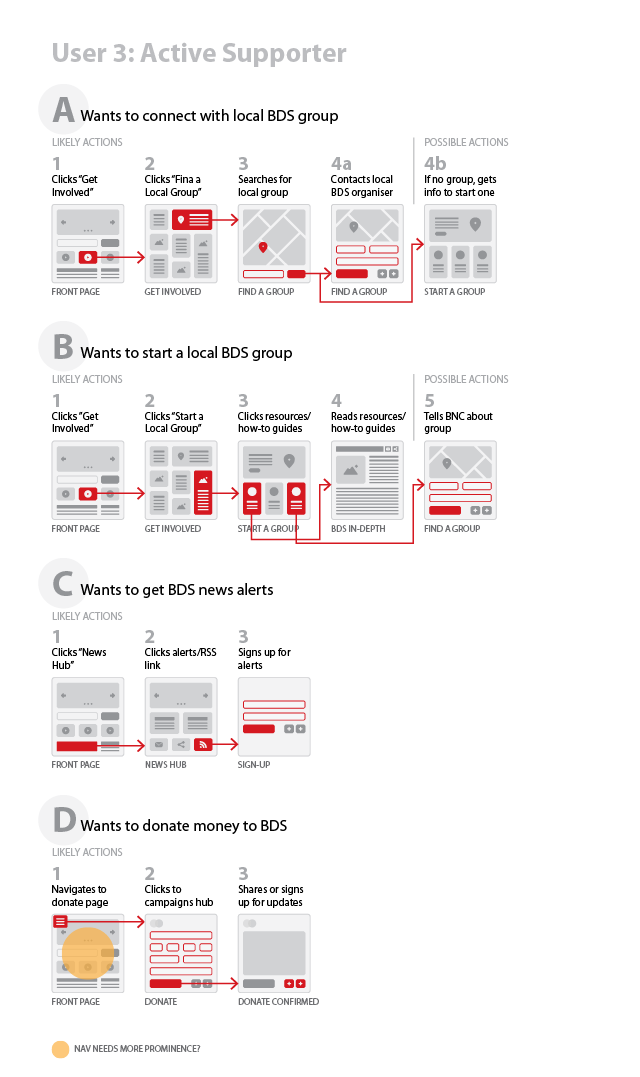 User 3: Active Supporter
A Wants to connect with local BDS group
LIKELY ACTIONS
POSSIBLE ACTIONS
1
Clicks “Get
Involved”
2
Clicks “Fina a
Local Group”
3
Searches for
local group
4a
Contacts local
BDS organiser
4b
If no group, gets
info to start one
FRONT PAGE
GET INVOLVED
FIND A GROUP
FIND A GROUP
START A GROUP
B Wants to start a local BDS group
LIKELY ACTIONS
POSSIBLE ACTIONS
1
Clicks “Get
Involved”
2
Clicks “Start a
Local Group”
3
Clicks resources/
how-to guides
4
Reads resources/
how-to guides
5
Tells BNC about
group
FRONT PAGE
GET INVOLVED
START A GROUP
BDS IN-DEPTH
FIND A GROUP
C Wants to get BDS news alerts
LIKELY ACTIONS
1
Clicks “News
Hub”
2
Clicks alerts/RSS
link
3
Signs up for
alerts
FRONT PAGE
NEWS HUB
SIGN-UP
D Wants to donate money to BDS
LIKELY ACTIONS
1
Navigates to
donate page
2
Clicks to
campaigns hub
3
Shares or signs
up for updates
FRONT PAGE
DONATE
DONATE CONFIRMED
NAV NEEDS MORE PROMINENCE?